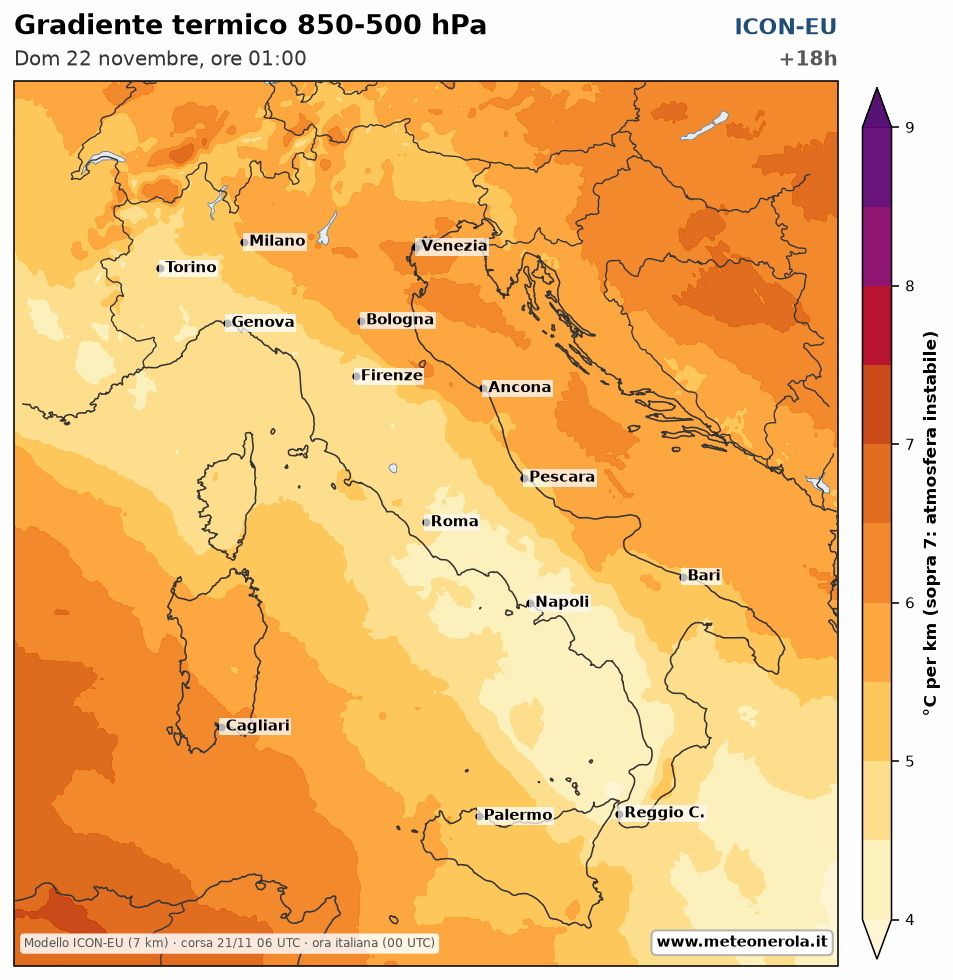 Gradiente termico 850-500 hPa
ICON-EU
Dom 22 novembre, ore 01:00
+18h
Milano
Venezia
Torino
Genova
Bologna
Firenze
Ancona
Pescara
Roma
Bari
Napoli
Cagliari
Palermo
Reggio C.
9
8
7
6
5
4
°C per km (sopra 7: atmosfera instabile)
Modello ICON-EU (7 km) · corsa 21/11 06 UTC · ora italiana (00 UTC)
www.meteonerola.it